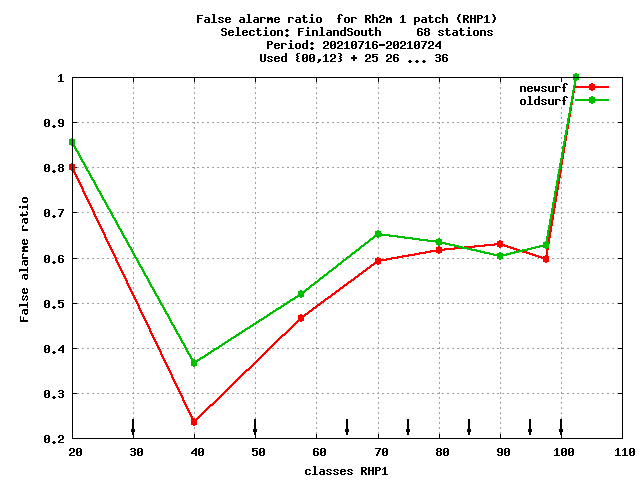 False alarme ratio  for Rh2m 1 patch (RHP1)
Selection: FinlandSouth     68 stations
Period: 20210716-20210724
Used {00,12} + 25 26 ... 36
newsurf
oldsurf
1
0.9
0.8
0.7
0.6
0.5
0.4
0.3
0.2
False alarme ratio
20 30 40 50 60 70 80 90 100 110
classes RHP1